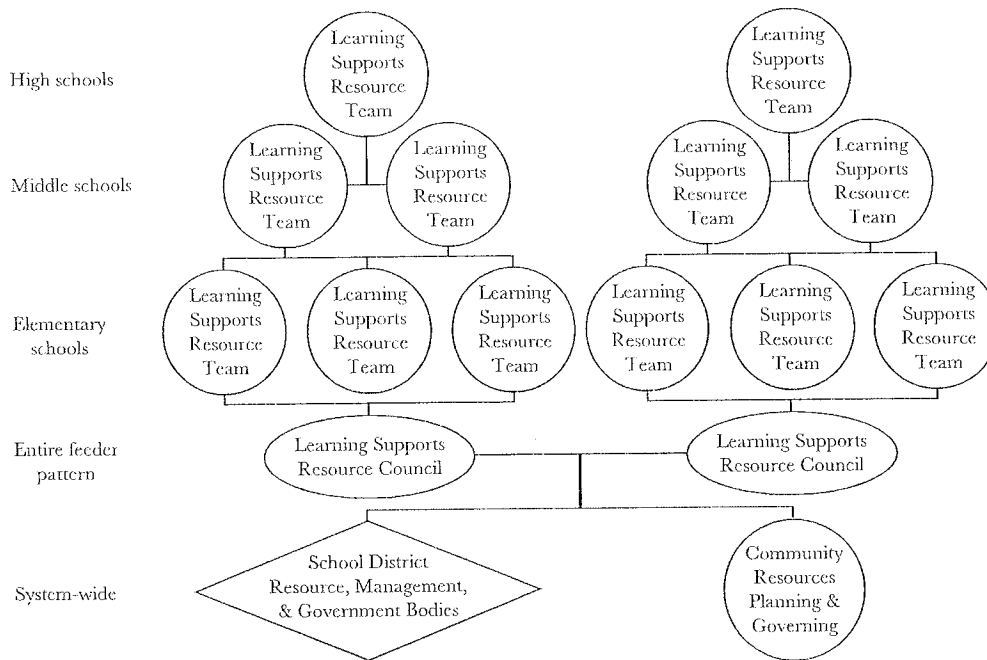 High schools
Learning
Supports
Resource
Team
Learning
Supports
Resource
Team
Middle schools
Learning
Supports
Resource
Team
Learning
Supports
Resource
Team
Learning
Supports
Resource
Team
Learning
Supports
Resource
Team
Elementary
schools
Learning
Supports
Resource
Team
Learning
Supports
Resource
Team
Learning
Supports
Resource
Team
Learning
Supports
Resource
Team
Learning
Supports
Resource
Team
Learning
Supports
Resource
Team
Entire feeder
pattern
Learning Supports
Resource Council
Learning Supports
Resource Council
System-wide
School District
Resource, Management,
& Government Bodies
Community
Resources
Planning &
Governing